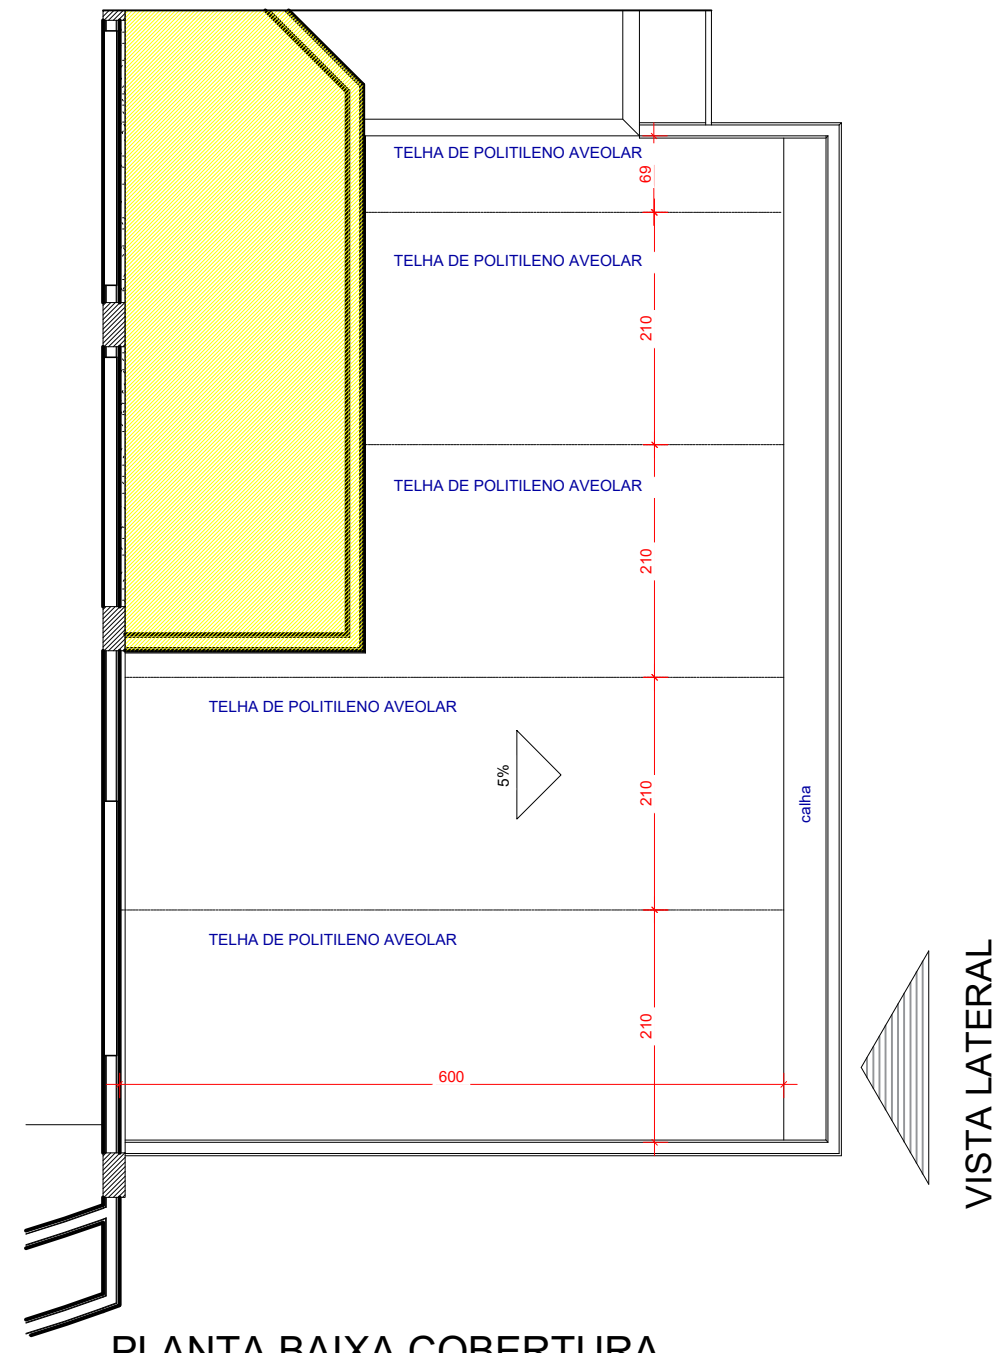 TELHA DE POLITILENO AVEOLAR
69
TELHA DE POLITILENO AVEOLAR
210
TELHA DE POLITILENO AVEOLAR
210
TELHA DE POLITILENO AVEOLAR
5%
210
calha
TELHA DE POLITILENO AVEOLAR
210
600
VISTA LATERAL
PLANTA BAIXA COBERTURA